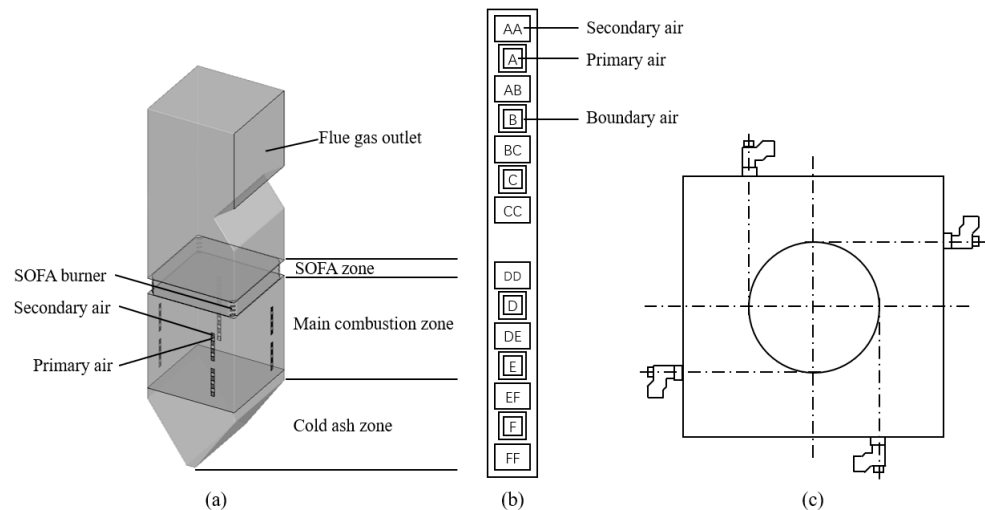 Flue gas outlet
SOFA burner
SOFA zone
Secondary air
Main combustion zone
Primary air
Cold ash zone
(a)
AA
Secondary air
A
Primary air
AB
B
Boundary air
BC
C
CC
DD
D
DE
E
EF
F
FF
(b)
(c)